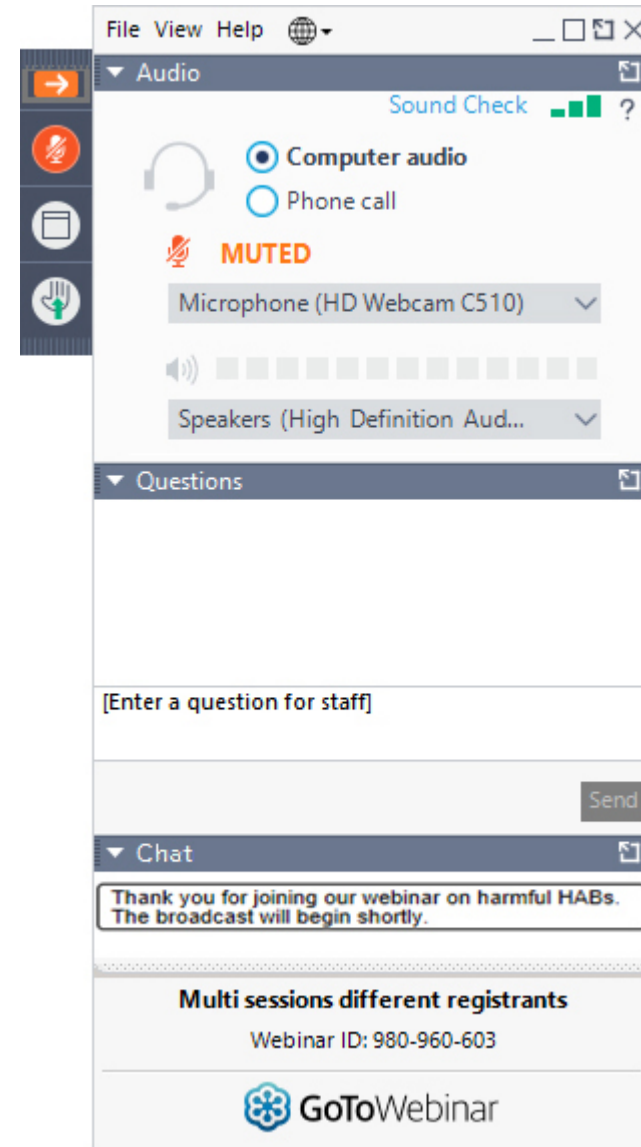 File View Help
Audio
Sound Check ?
Computer audio
Phone call
MUTED
Microphone (HD Webcam C510)
Speakers (High Definition Aud...
Questions
[Enter a question for staff]
Send
Chat
Thank you for joining our webinar on harmful HABs.
The broadcast will begin shortly.
Multi sessions different registrants
Webinar ID: 980-960-603
GoToWebinar